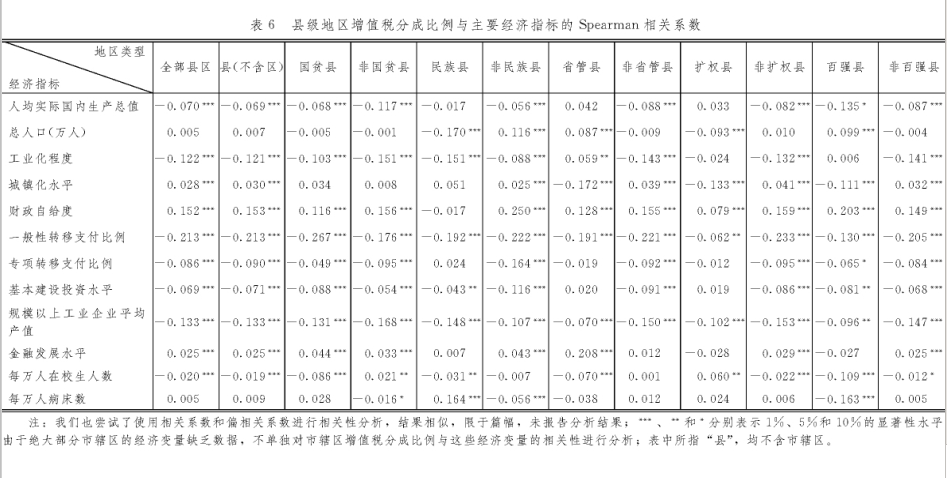 表 6 县级地区增值税分成比例与主要经济指标的 Spearman 相关系数
地区类型
经济指标 全部县区 县(不含区) 国贫县 非国贫县 民族县 非民族县 省管县 非省管县 扩权县 非扩权县 百强县 非百强县
人均实际国内生产总值 −0.070*** −0.069*** −0.068*** −0.117*** −0.017 −0.056*** 0.042 −0.088*** 0.033 −0.082*** −0.135* −0.087***
总人口(万人) 0.005 0.007 −0.005 −0.001 −0.170*** 0.116*** 0.087*** −0.009 −0.093*** 0.010 0.099*** −0.004
工业化程度 −0.122*** −0.121*** −0.103*** −0.151*** −0.151*** −0.088*** 0.059** −0.143*** −0.024 −0.132*** 0.006 −0.141***
城镇化水平 0.028*** 0.030*** 0.034 0.008 0.051 0.025*** −0.172*** 0.039*** −0.133*** 0.041*** −0.111*** 0.032***
财政自给度 0.152*** 0.153*** 0.116*** 0.156*** −0.017 0.250*** 0.128*** 0.155*** 0.079*** 0.159*** 0.203*** 0.149***
一般性转移支付比例 −0.213*** −0.213*** −0.267*** −0.176*** −0.192*** −0.222*** −0.191*** −0.221*** −0.062** −0.233*** −0.130*** −0.205***
专项转移支付比例 −0.086*** −0.090*** −0.049*** −0.095*** 0.024 −0.164*** −0.019 −0.092*** −0.012 −0.095*** −0.065* −0.084***
基本建设投资水平 −0.069*** −0.071*** −0.088*** −0.054*** −0.043** −0.116*** 0.020 −0.091*** 0.019 −0.086*** −0.081** −0.068***
规模以上工业企业平均
产值 −0.133*** −0.133*** −0.131*** −0.168*** −0.148*** −0.107*** −0.070*** −0.150*** −0.102*** −0.153*** −0.096** −0.147***
金融发展水平 0.025*** 0.025*** 0.044*** 0.033*** 0.007 0.043*** 0.208*** 0.012 −0.028 0.029*** −0.027 0.025***
每万人在校生人数 −0.020*** −0.019*** −0.086*** 0.021** −0.031** −0.007 −0.070*** 0.001 0.060** −0.022*** −0.109*** −0.012*
每万人病床数 0.005 0.009 0.028 −0.016* 0.164*** −0.056*** −0.038 0.012 0.024 0.006 −0.163*** 0.005
注：我们也尝试了使用相关系数和偏相关系数进行相关性分析，结果相似，限于篇幅，未报告分析结果；***、**和*分别表示 1%、5%和 10%的显著性水平
由于绝大部分市辖区的经济变量缺乏数据，不单独对市辖区增值税分成比例与这些经济变量的相关性进行分析；表中所指“县”，均不含市辖区。